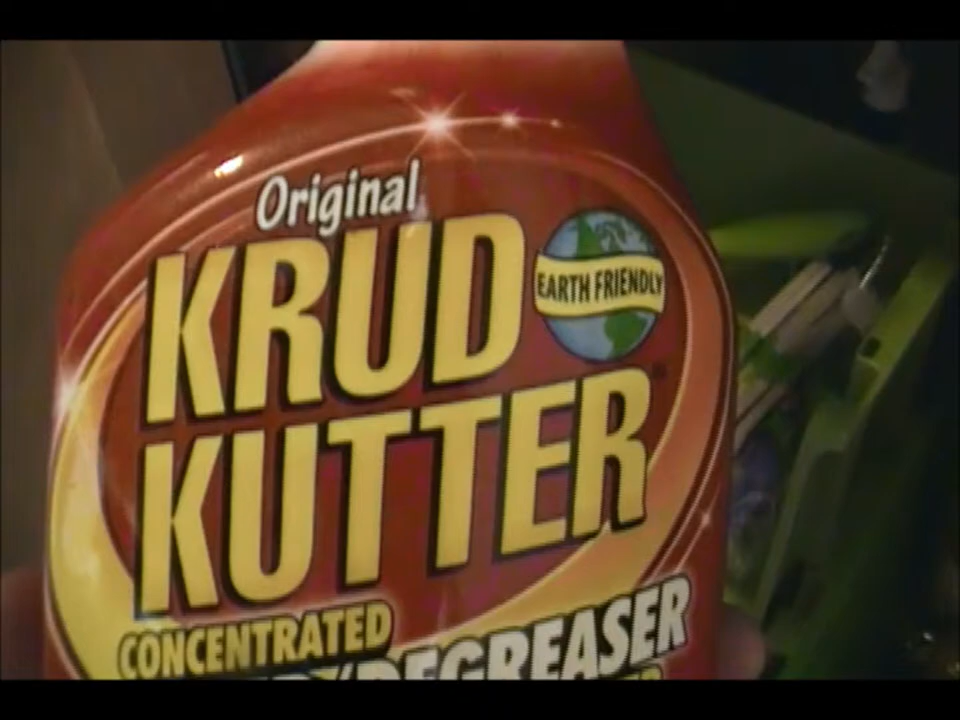 Original
KRUD
EARTH FRIENDLY
KUTTER
CONCENTRATED
DEGREASER